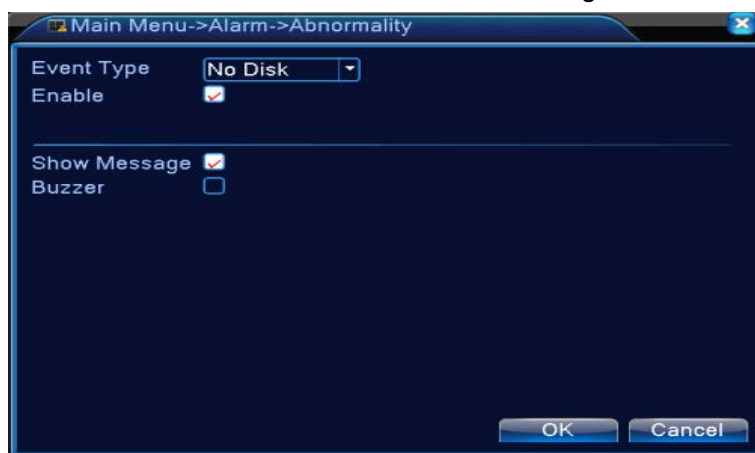 Main Menu->Alarm->Abnormality
Event Type No Disk
Enable
Show Message
Buzzer
OK Cancel